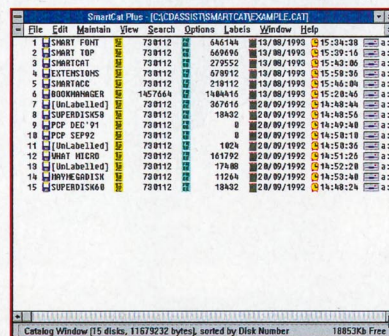 SmartCat Plus - [C:\CDASSIST\SMARTCAT\EXAMPLE.CAT]
File Edit Maintain View Search Options Labels Window Help
1 SMART FONT 730112 646144 13/08/1993 15:34:38 a:
2 SMART TOP 730112 669696 13/08/1993 15:39:16 a:
3 SMARTCAT 730112 279552 13/08/1993 15:43:06 a:
4 EXTENSIONS 730112 670912 13/08/1993 15:50:36 a:
5 SMARTACC 730112 218112 13/08/1993 15:46:04 a:
6 BOOKMANAGER 1457664 1404416 13/08/1993 15:28:46 a:
7 [UnLabelled] 730112 367616 20/09/1992 14:48:44 a:
8 SUPERDISK58 730112 18432 20/09/1992 14:48:56 a:
9 PCP DEC'91 730112 0 20/09/1992 14:49:40 a:
10 PCP SEP92 730112 0 20/09/1992 14:50:10 a:
11 [UnLabelled] 730112 1024 20/09/1992 14:50:36 a:
12 WHAT MICRO 730112 161792 20/09/1992 14:51:26 a:
13 [UnLabelled] 730112 17408 20/09/1992 14:52:20 a:
14 MAYMEGADISK 730112 11264 20/09/1992 14:53:40 a:
15 SUPERDISK60 730112 18432 20/09/1992 14:48:24 a:
Catalog Window (15 disks, 11679232 bytes), sorted by Disk Number 18853Kb Free